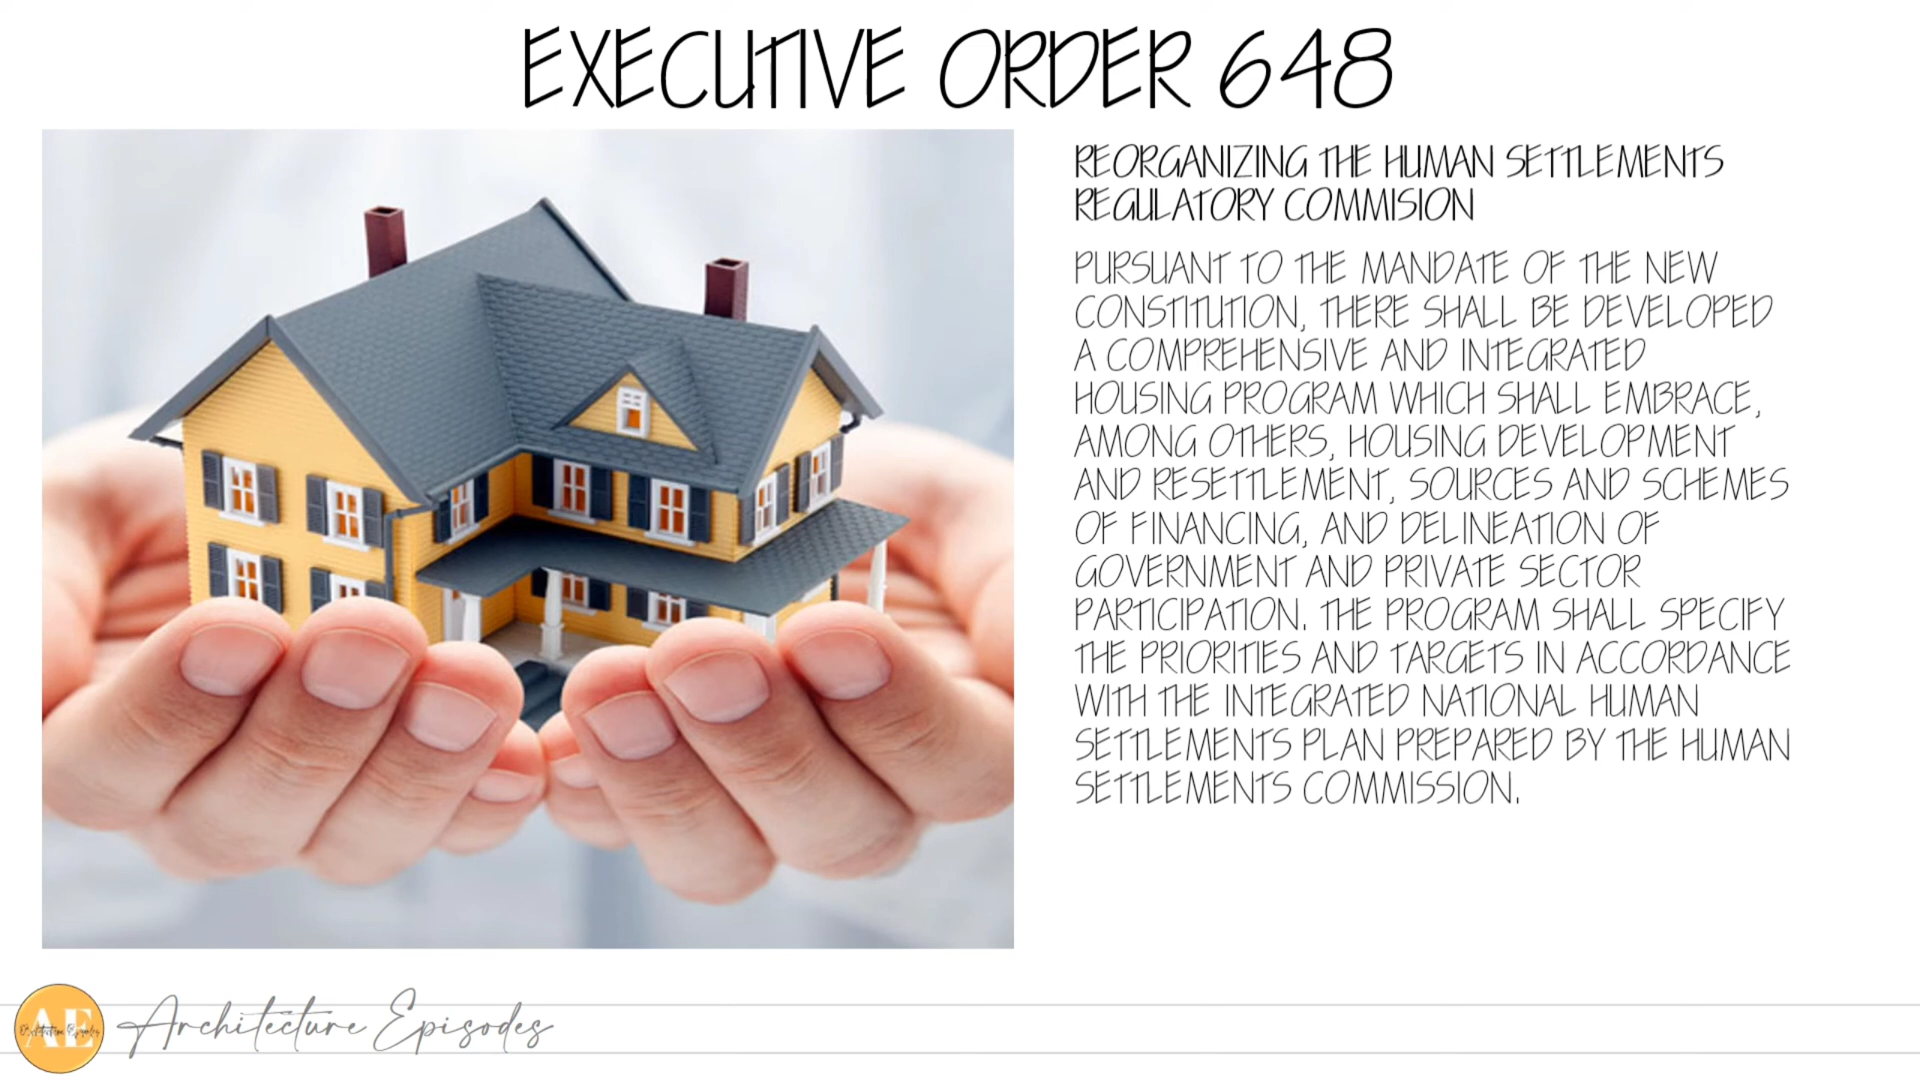 EXECUTIVE ORDER 648
REORGANIZING THE HUMAN SETTLEMENTS
REGULATORY COMMISION
PURSUANT TO THE MANDATE OF THE NEW
CONSTITUTION, THERE SHALL BE DEVELOPED
A COMPREHENSIVE AND INTEGRATED
HOUSING PROGRAM WHICH SHALL EMBRACE,
AMONG OTHERS, HOUSING DEVELOPMENT
AND RESETTLEMENT, SOURCES AND SCHEMES
OF FINANCING, AND DELINEATION OF
GOVERNMENT AND PRIVATE SECTOR
PARTICIPATION. THE PROGRAM SHALL SPECIFY
THE PRIORITIES AND TARGETS IN ACCORDANCE
WITH THE INTEGRATED NATIONAL HUMAN
SETTLEMENTS PLAN PREPARED BY THE HUMAN
SETTLEMENTS COMMISSION.
AE
Architecture Episodes